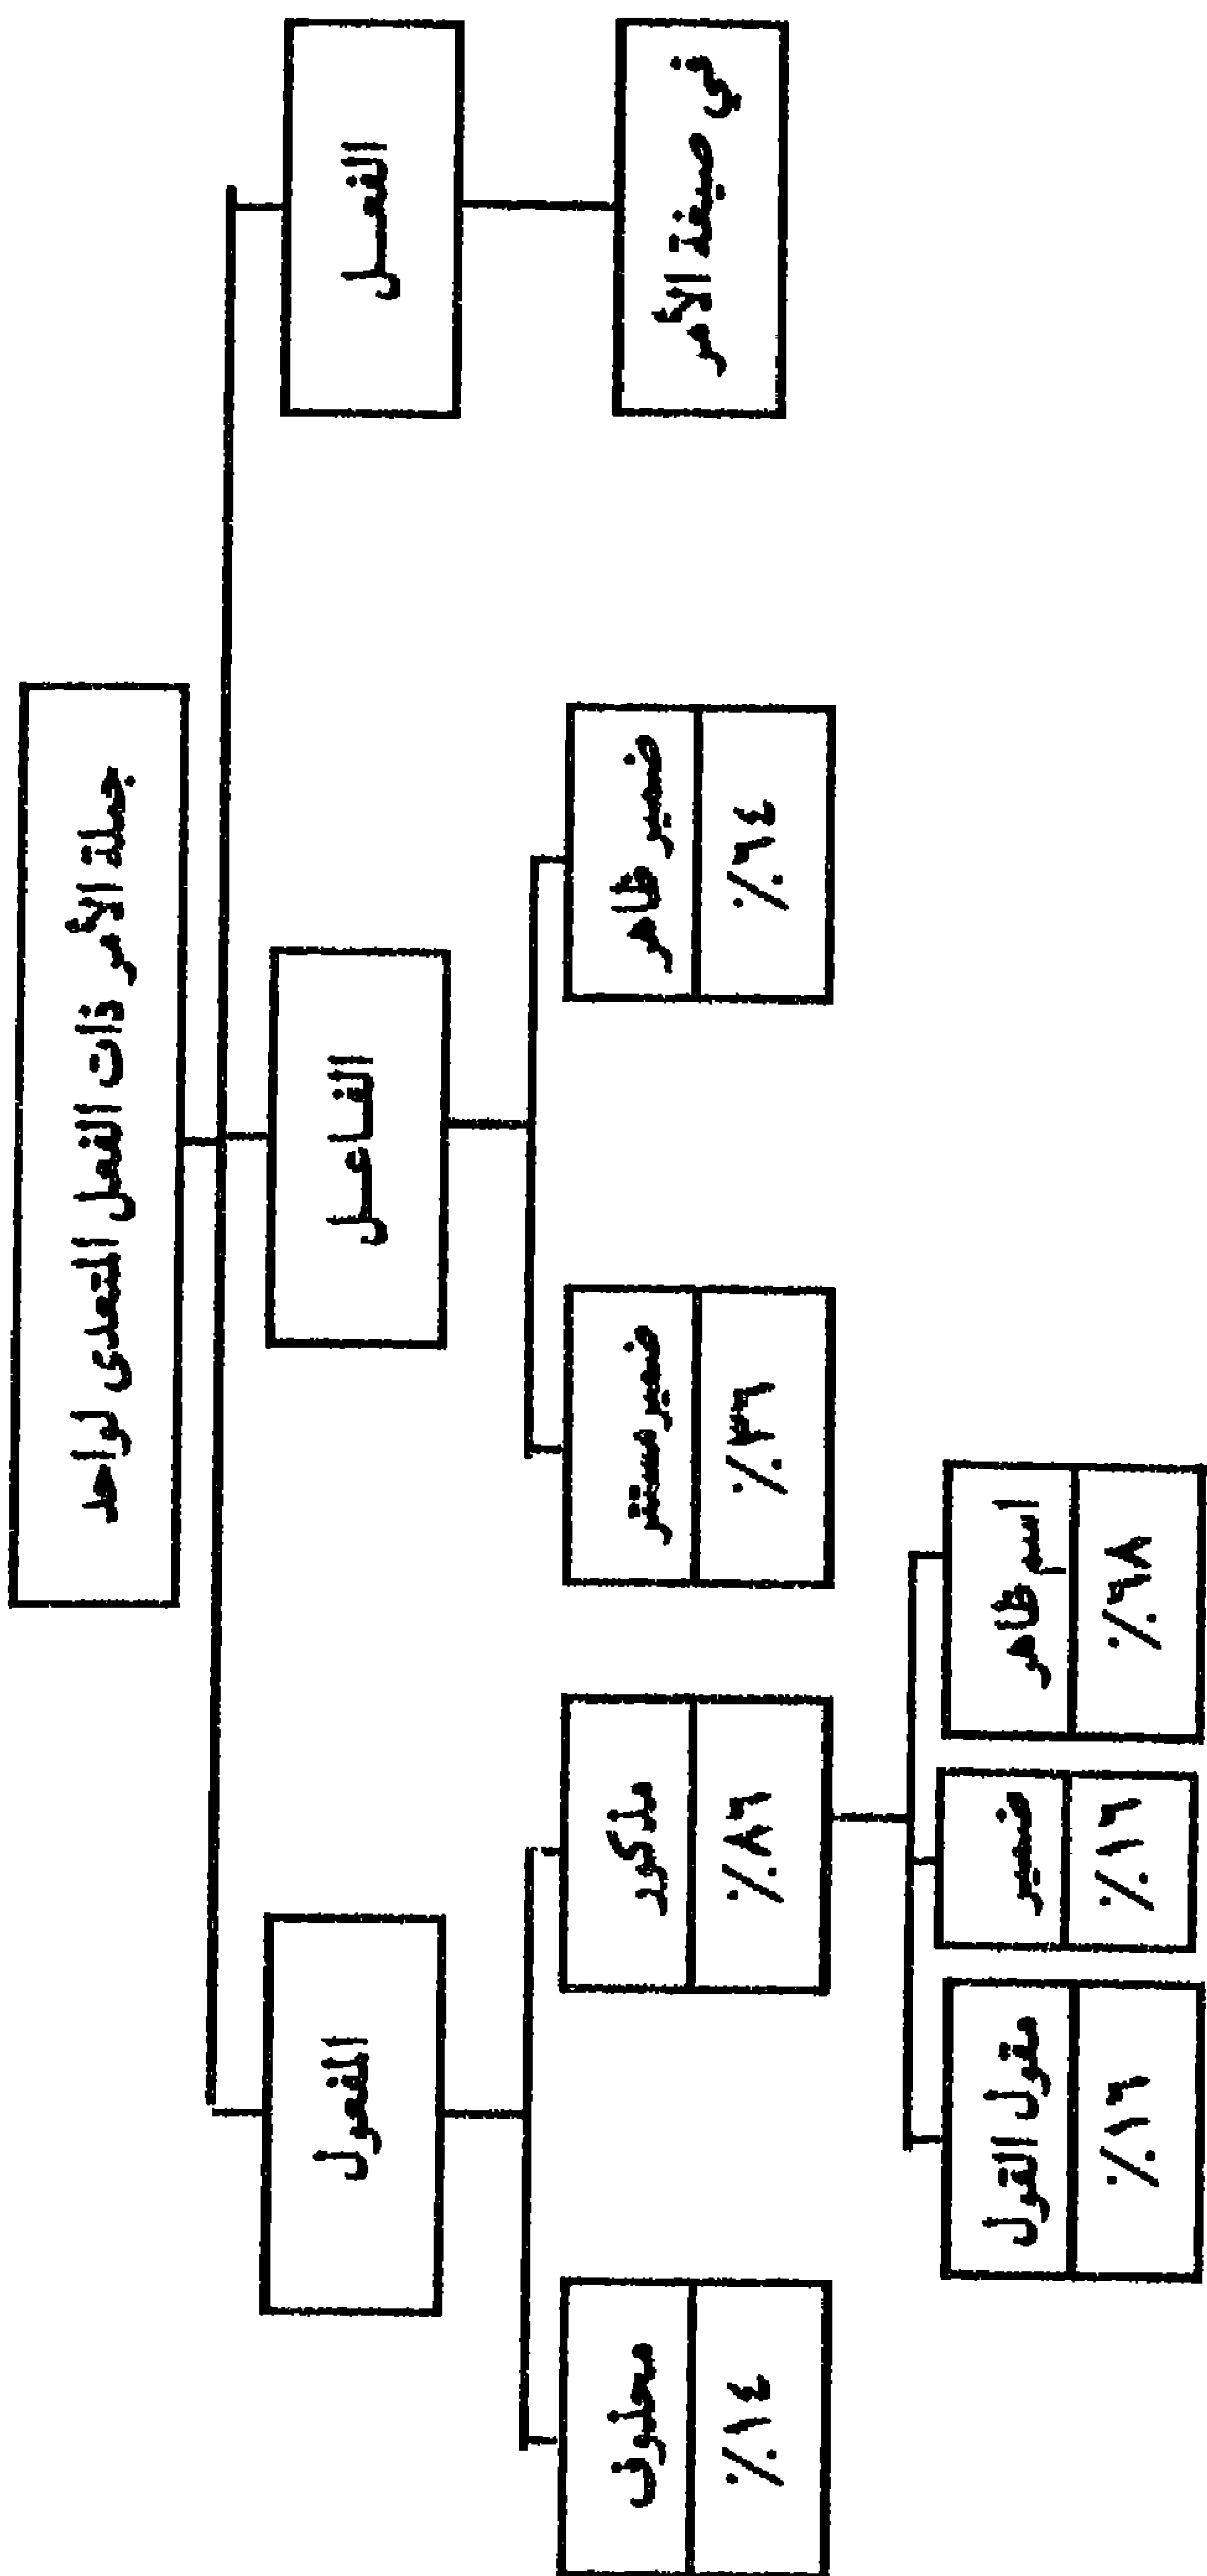 جملة الأمر ذات الفعل المتعدى لواحد
الفعل
الفاعل
المفعول
في صيغة الأمر
ضمير ظاهر
٪٦٤
ضمير مستتر
٪٣٦
مذكور
٪٨٦
محذوف
٪١٤
اسم ظاهر
٪٦٨
ضمير
٪١٦
مقول القول
٪١٦